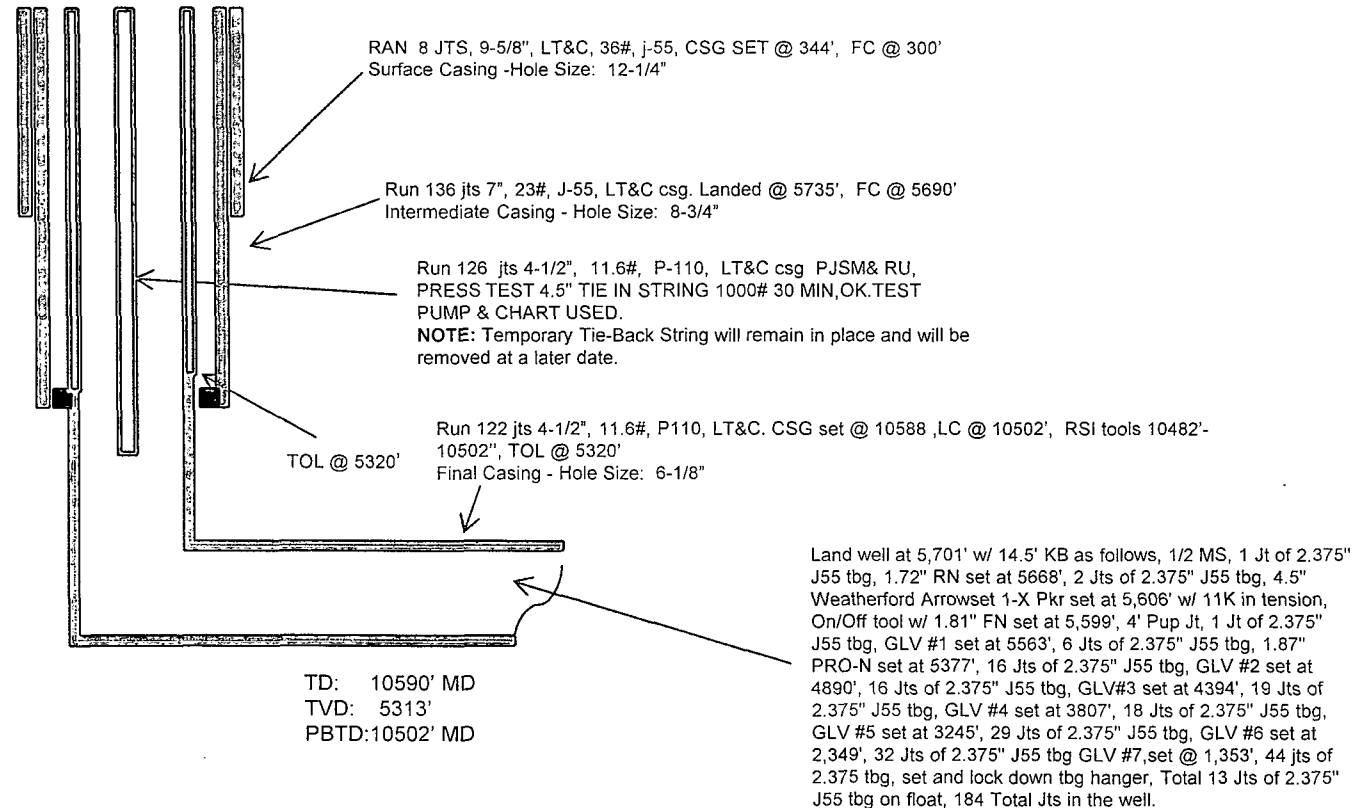 RAN 8 JTS, 9-5/8", LT&C, 36#, j-55, CSG SET @ 344', FC @ 300'
Surface Casing -Hole Size: 12-1/4"
Run 136 jts 7", 23#, J-55, LT&C csg. Landed @ 5735', FC @ 5690'
Intermediate Casing - Hole Size: 8-3/4"
Run 126 jts 4-1/2", 11.6#, P-110, LT&C csg PJSM& RU,
PRESS TEST 4.5" TIE IN STRING 1000# 30 MIN,OK.TEST
PUMP & CHART USED.
NOTE: Temporary Tie-Back String will remain in place and will be
removed at a later date.
Run 122 jts 4-1/2", 11.6#, P110, LT&C. CSG set @ 10588 ,LC @ 10502', RSI tools 10482'-
10502", TOL @ 5320'
Final Casing - Hole Size: 6-1/8"
TOL @ 5320'
Land well at 5,701' w/ 14.5' KB as follows, 1/2 MS, 1 Jt of 2.375"
J55 tbg, 1.72" RN set at 5668', 2 Jts of 2.375" J55 tbg, 4.5"
Weatherford Arrowset 1-X Pkr set at 5,606' w/ 11K in tension,
On/Off tool w/ 1.81" FN set at 5,599', 4' Pup Jt, 1 Jt of 2.375"
J55 tbg, GLV #1 set at 5563', 6 Jts of 2.375" J55 tbg, 1.87"
PRO-N set at 5377', 16 Jts of 2.375" J55 tbg, GLV #2 set at
4890', 16 Jts of 2.375" J55 tbg, GLV#3 set at 4394', 19 Jts of
2.375" J55 tbg, GLV #4 set at 3807', 18 Jts of 2.375" J55 tbg,
GLV #5 set at 3245', 29 Jts of 2.375" J55 tbg, GLV #6 set at
2,349', 32 Jts of 2.375" J55 tbg GLV #7,set @ 1,353', 44 jts of
2.375 tbg, set and lock down tbg hanger, Total 13 Jts of 2.375"
J55 tbg on float, 184 Total Jts in the well.
TD: 10590' MD
TVD: 5313'
PBTD:10502' MD